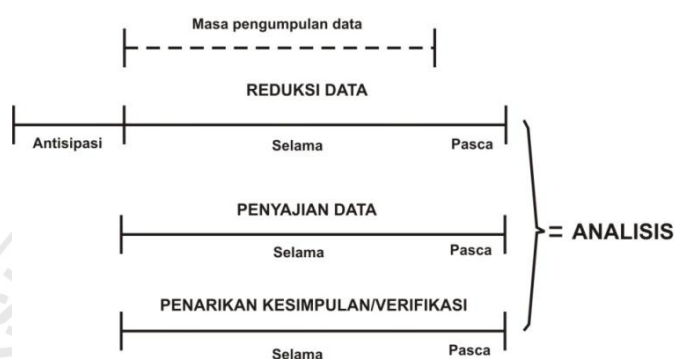 Masa pengumpulan data
REDUKSI DATA
Antisipasi Selama Pasca
PENYAJIAN DATA
Selama Pasca
= ANALISIS
PENARIKAN KESIMPULAN/VERIFIKASI
Selama Pasca